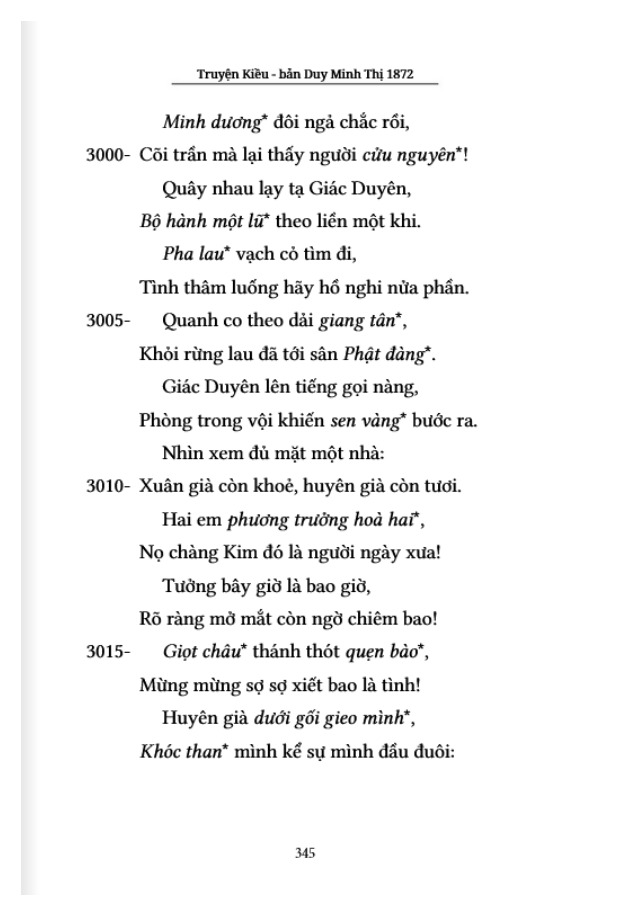 Truyện Kiều - bản Duy Minh Thị 1872
Minh dương* đôi ngả chắc rồi,
3000- Cõi trần mà lại thấy người cửu nguyên*!
Quây nhau lạy tạ Giác Duyên,
Bộ hành một lũ* theo liền một khi.
Pha lau* vạch cỏ tìm đi,
Tình thâm luống hãy hồ nghi nửa phần.
3005- Quanh co theo dải giang tân*,
Khỏi rừng lau đã tới sân Phật đàng*.
Giác Duyên lên tiếng gọi nàng,
Phòng trong vội khiến sen vàng* bước ra.
Nhìn xem đủ mặt một nhà:
3010- Xuân già còn khoẻ, huyên già còn tươi.
Hai em phương trưởng hoà hai*,
Nọ chàng Kim đó là người ngày xưa!
Tưởng bây giờ là bao giờ,
Rõ ràng mở mắt còn ngờ chiêm bao!
3015- Giọt châu* thánh thót quẹn bào*,
Mừng mừng sợ sợ xiết bao là tình!
Huyên già dưới gối gieo mình*,
Khóc than* mình kể sự mình đầu đuôi:
345